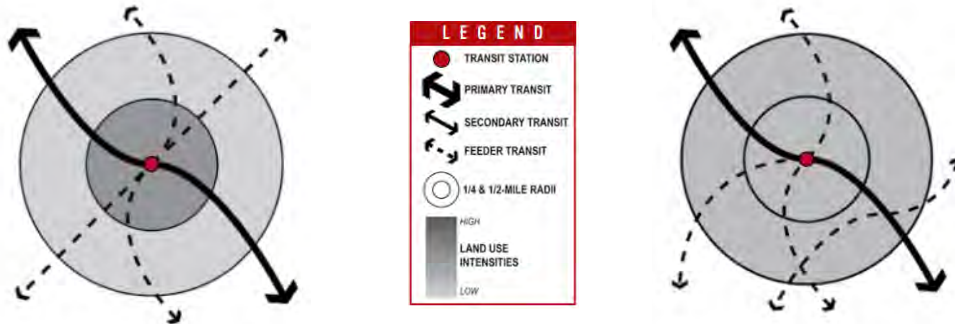 LEGEND
TRANSIT STATION
PRIMARY TRANSIT
SECONDARY TRANSIT
FEEDER TRANSIT
1/4 & 1/2-MILE RADII
HIGH
LAND USE
INTENSITIES
LOW